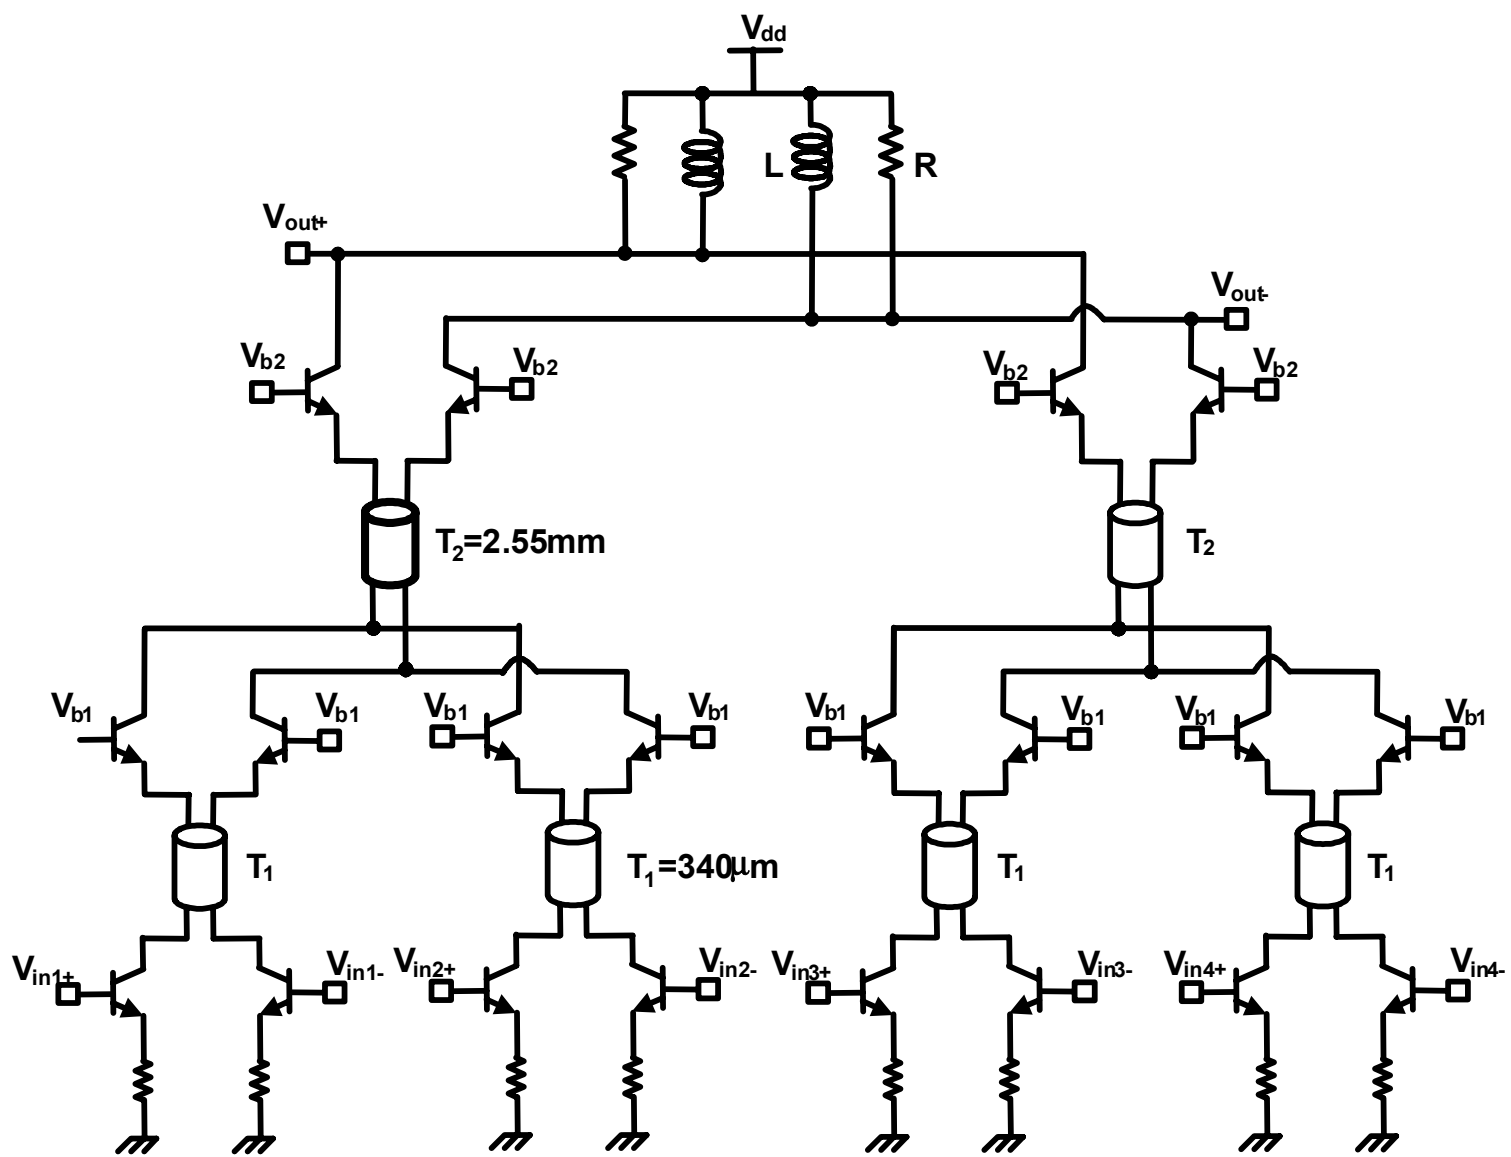 Vdd
L
R
Vout+
Vout-
Vb2
Vb2
Vb2
Vb2
T2=2.55mm
T2
Vb1
Vb1
Vb1
Vb1
Vb1
Vb1
Vb1
Vb1
T1
T1=340μm
T1
T1
Vin1+
Vin1-
Vin2+
Vin2-
Vin3+
Vin3-
Vin4+
Vin4-